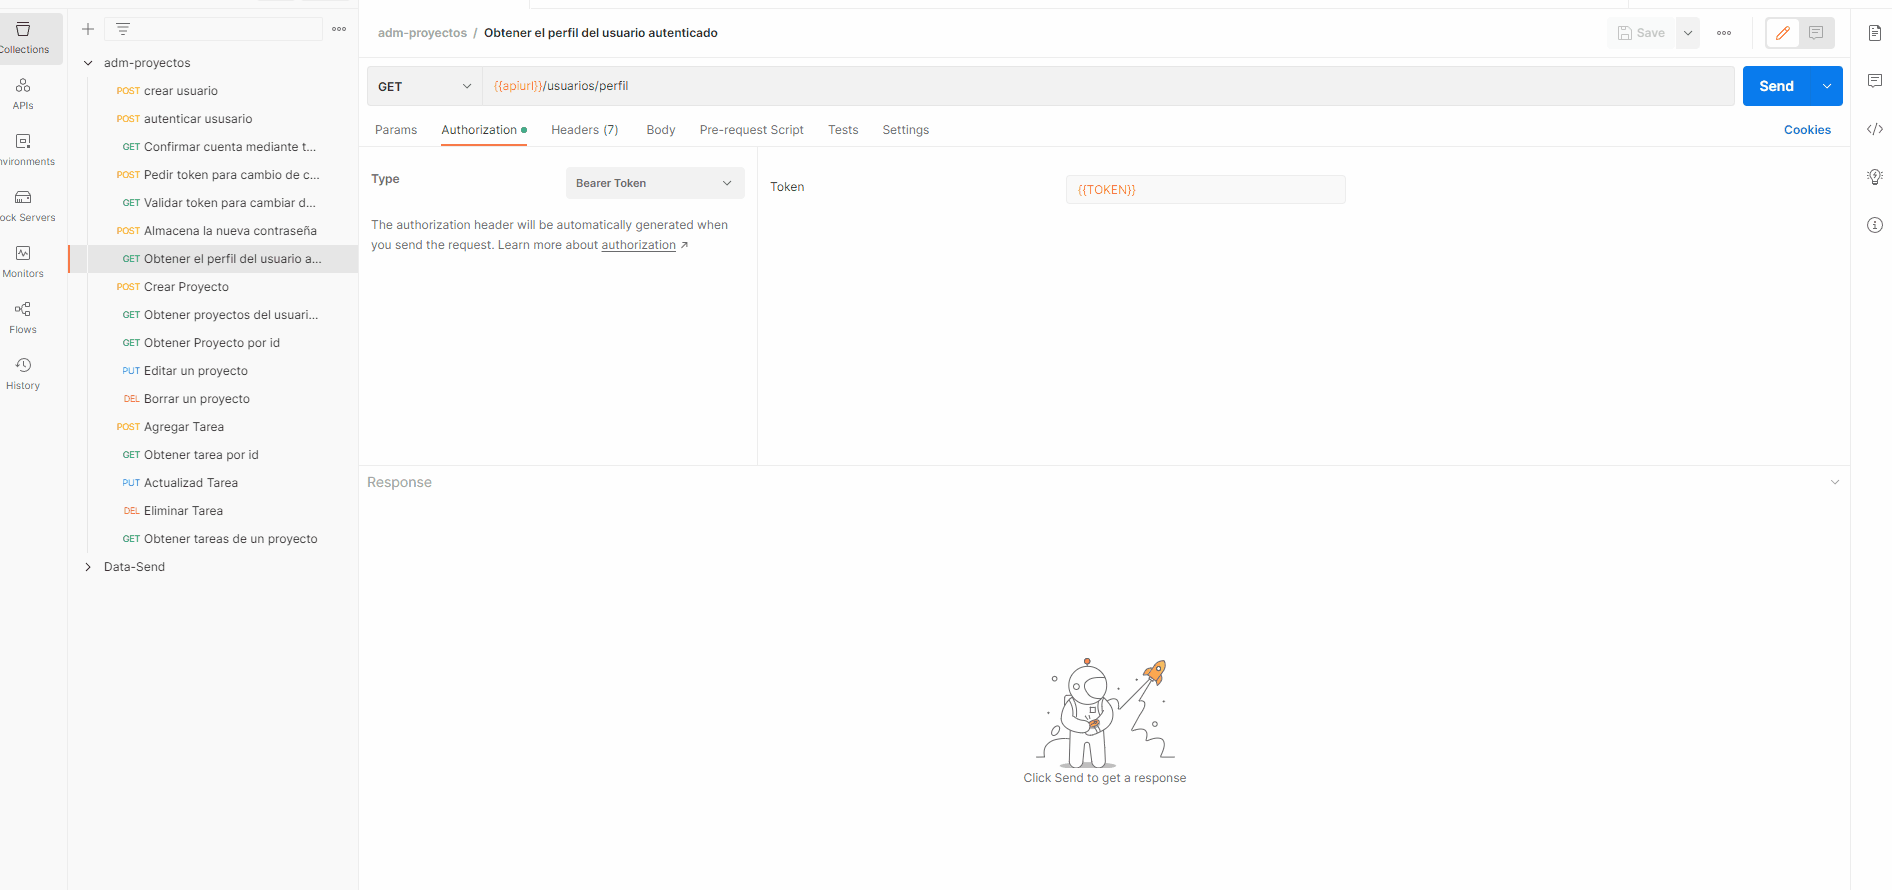 Collections
APIs
nvironments
ock Servers
Monitors
Flows
History
adm-proyectos
POST crear usuario
POST autenticar ususario
GET Confirmar cuenta mediante t...
POST Pedir token para cambio de c...
GET Validar token para cambiar d...
POST Almacena la nueva contraseña
GET Obtener el perfil del usuario a...
POST Crear Proyecto
GET Obtener proyectos del usuari...
GET Obtener Proyecto por id
PUT Editar un proyecto
DEL Borrar un proyecto
POST Agregar Tarea
GET Obtener tarea por id
PUT Actualizad Tarea
DEL Eliminar Tarea
GET Obtener tareas de un proyecto
Data-Send
adm-proyectos / Obtener el perfil del usuario autenticado
Save
GET {{apiurl}}/usuarios/perfil
Send
Params Authorization Headers (7) Body Pre-request Script Tests Settings Cookies
Type Bearer Token
The authorization header will be automatically generated when
you send the request. Learn more about authorization ↗
Token {{TOKEN}}
Response
Click Send to get a response